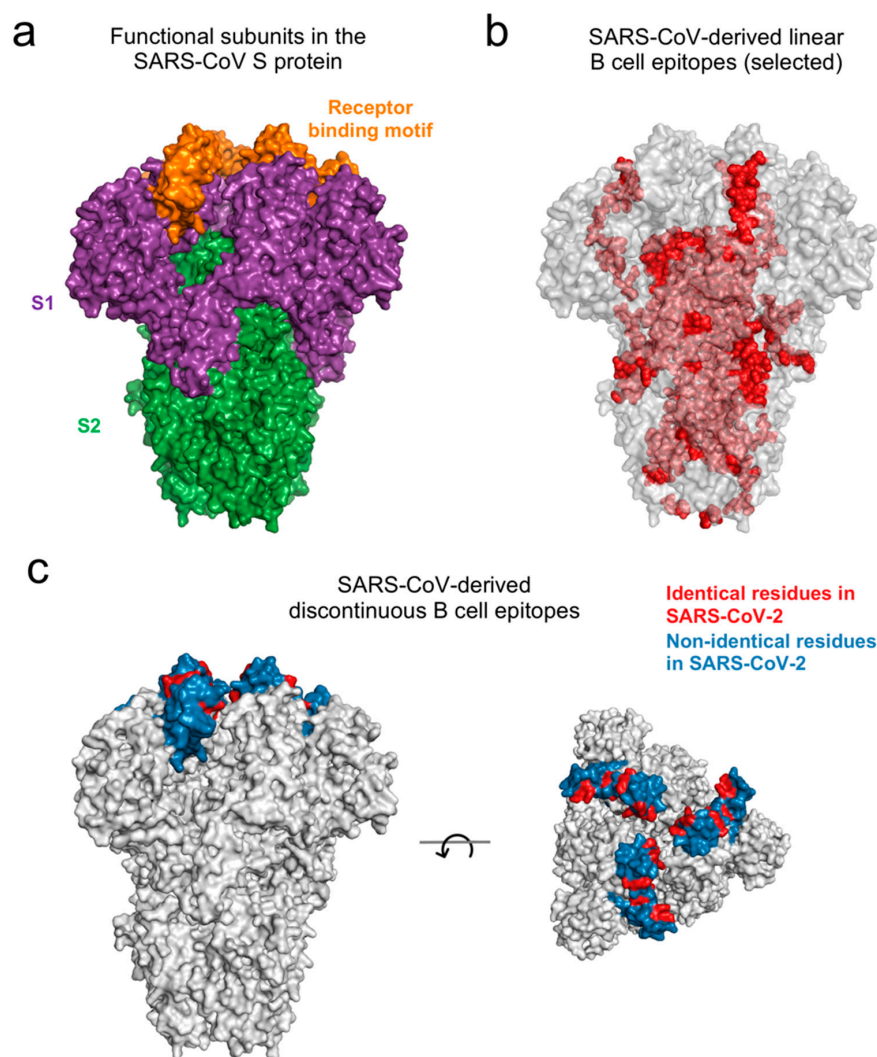 a
Functional subunits in the
SARS-CoV S protein
Receptor
binding motif
S1
S2
b
SARS-CoV-derived linear
B cell epitopes (selected)
c
SARS-CoV-derived
discontinuous B cell epitopes
Identical residues in
SARS-CoV-2
Non-identical residues
in SARS-CoV-2